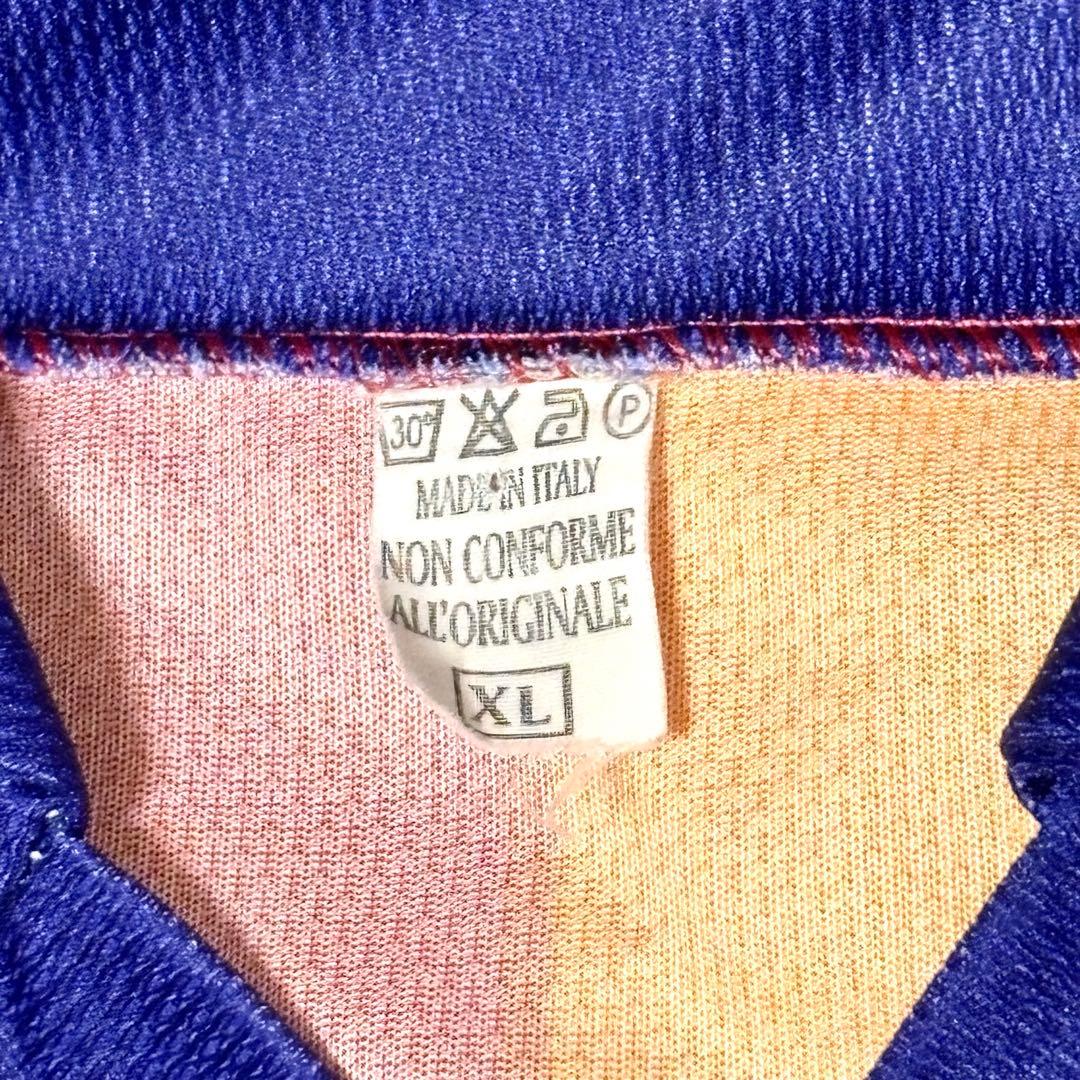 30° P
MADE IN ITALY
NON CONFORME
ALL'ORIGINALE
XL